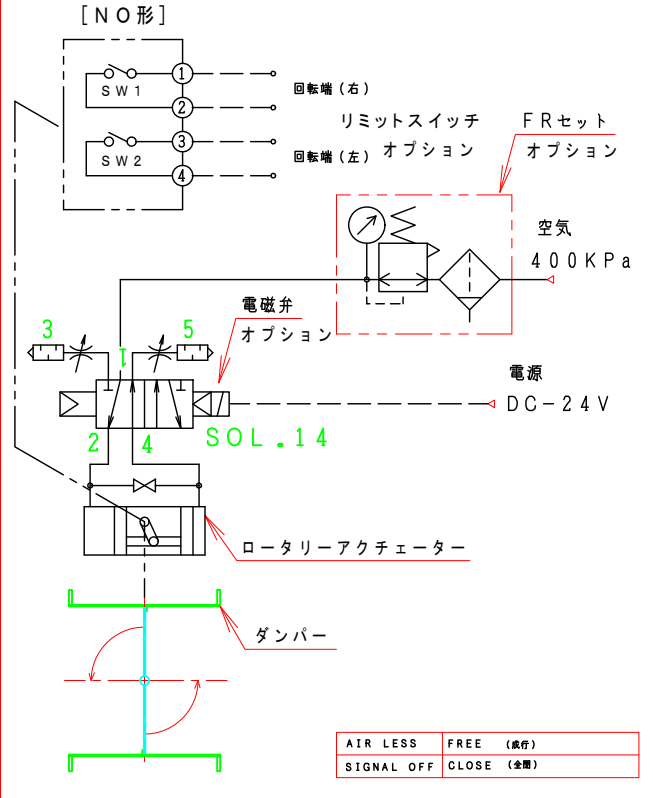 [NO形]
SW1
1
2
SW2
3
4
回転端(右)
回転端(左)
リミットスイッチ
オプション
FRセット
オプション
空気
400KPa
電磁弁
オプション
3
1
5
2
4
SOL.14
電源
DC-24V
ロータリーアクチェーター
ダンパー
AIR LESS FREE (成行)
SIGNAL OFF CLOSE (全閉)